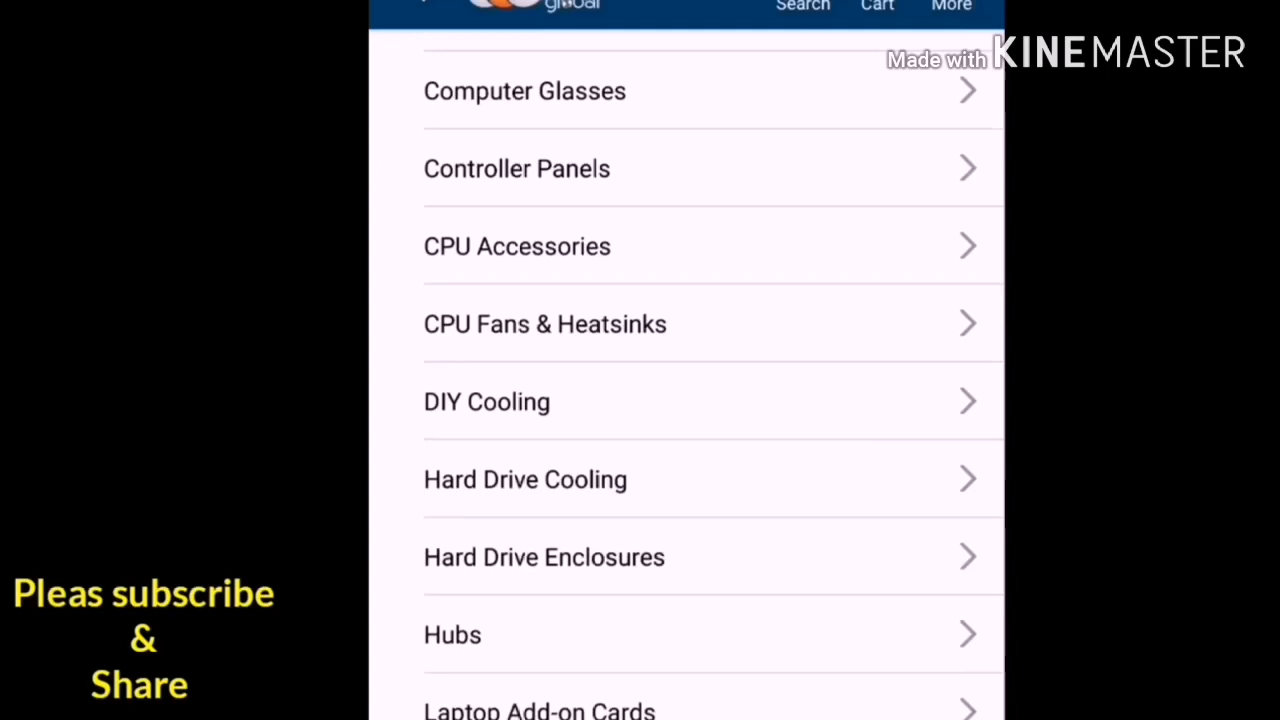 global
Search Cart More
Made with KINEMASTER
Computer Glasses
Controller Panels
CPU Accessories
CPU Fans & Heatsinks
DIY Cooling
Hard Drive Cooling
Hard Drive Enclosures
Hubs
Laptop Add-on Cards
Pleas subscribe
&
Share